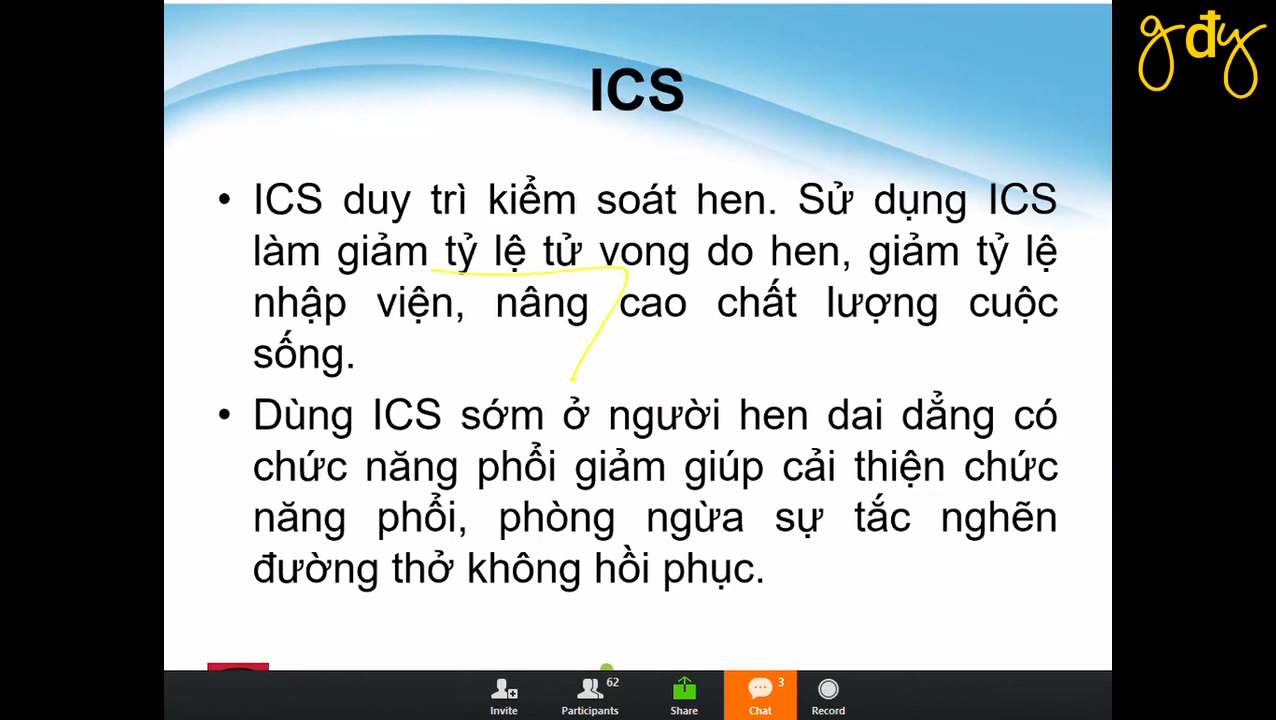 gdy
ICS
• ICS duy trì kiểm soát hen. Sử dụng ICS
làm giảm tỷ lệ tử vong do hen, giảm tỷ lệ
nhập viện, nâng cao chất lượng cuộc
sống.
• Dùng ICS sớm ở người hen dai dẳng có
chức năng phổi giảm giúp cải thiện chức
năng phổi, phòng ngừa sự tắc nghẽn
đường thở không hồi phục.
62
3
Invite
Participants
Share
Chat
Record